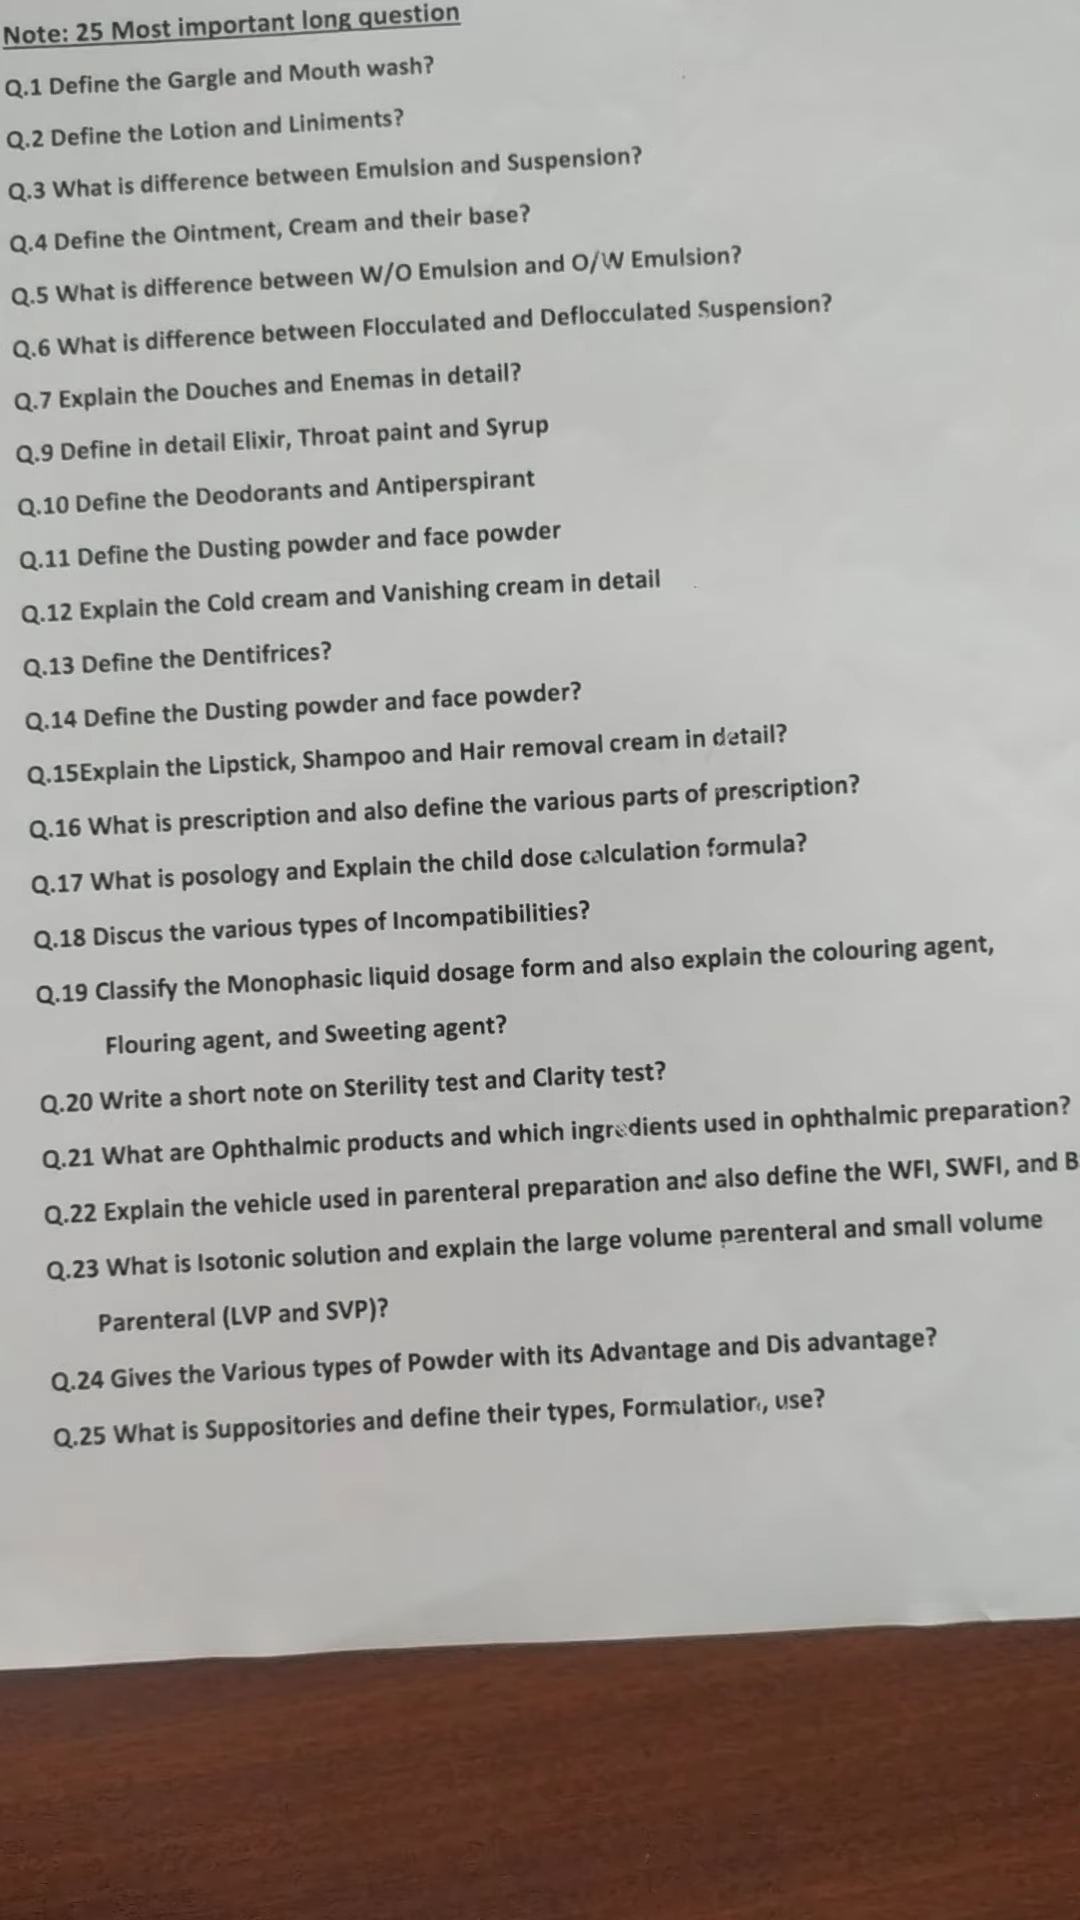 Note: 25 Most important long question
Q.1 Define the Gargle and Mouth wash?
Q.2 Define the Lotion and Liniments?
Q.3 What is difference between Emulsion and Suspension?
Q.4 Define the Ointment, Cream and their base?
Q.5 What is difference between W/O Emulsion and O/W Emulsion?
Q.6 What is difference between Flocculated and Deflocculated Suspension?
Q.7 Explain the Douches and Enemas in detail?
Q.9 Define in detail Elixir, Throat paint and Syrup
Q.10 Define the Deodorants and Antiperspirant
Q.11 Define the Dusting powder and face powder
Q.12 Explain the Cold cream and Vanishing cream in detail
Q.13 Define the Dentifrices?
Q.14 Define the Dusting powder and face powder?
Q.15Explain the Lipstick, Shampoo and Hair removal cream in detail?
Q.16 What is prescription and also define the various parts of prescription?
Q.17 What is posology and Explain the child dose calculation formula?
Q.18 Discus the various types of Incompatibilities?
Q.19 Classify the Monophasic liquid dosage form and also explain the colouring agent,
Flouring agent, and Sweeting agent?
Q.20 Write a short note on Sterility test and Clarity test?
Q.21 What are Ophthalmic products and which ingredients used in ophthalmic preparation?
Q.22 Explain the vehicle used in parenteral preparation and also define the WFI, SWFI, and B
Q.23 What is Isotonic solution and explain the large volume parenteral and small volume
Parenteral (LVP and SVP)?
Q.24 Gives the Various types of Powder with its Advantage and Dis advantage?
Q.25 What is Suppositories and define their types, Formulation, use?